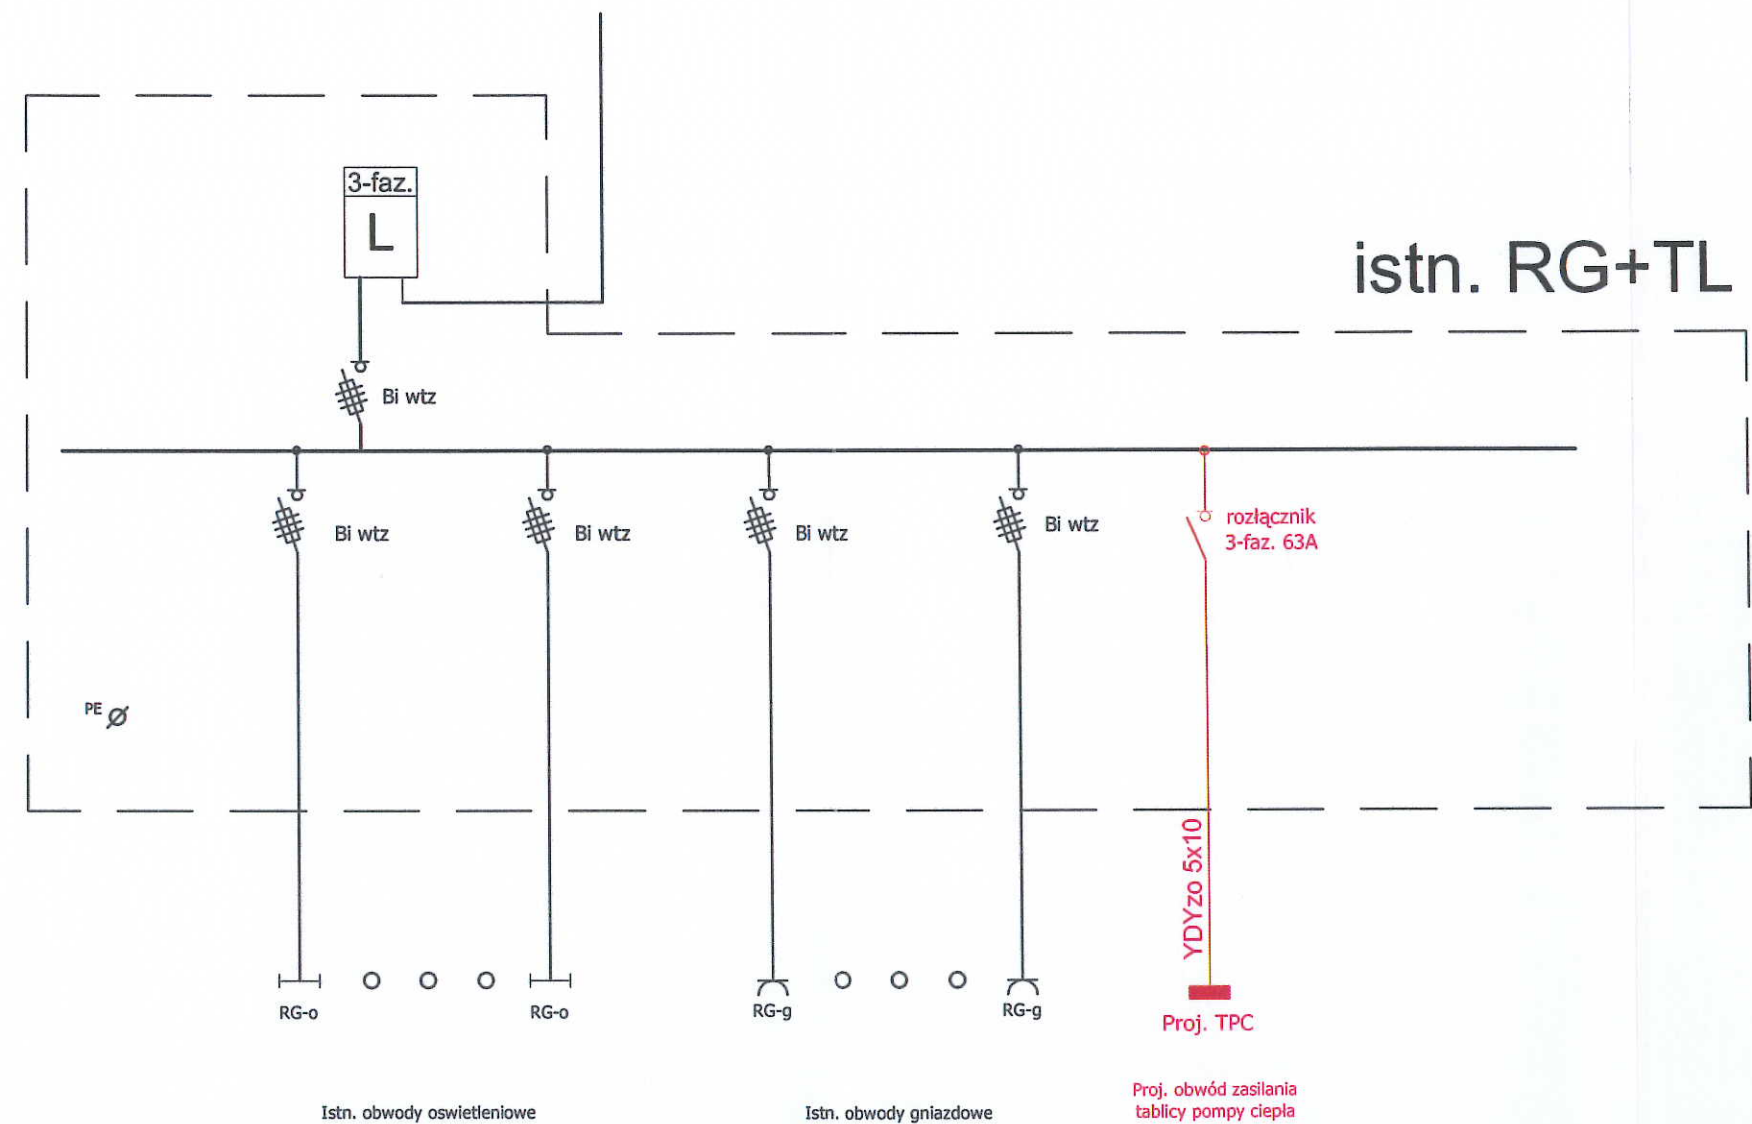 3-faz.
L
istn. RG+TL
Bi wtz
Bi wtz
Bi wtz
Bi wtz
Bi wtz
rozłącznik
3-faz. 63A
PE
YDYzo 5x10
RG-o
RG-o
RG-g
RG-g
Proj. TPC
Istn. obwody oswietleniowe
Istn. obwody gniazdowe
Proj. obwód zasilania
tablicy pompy ciepła